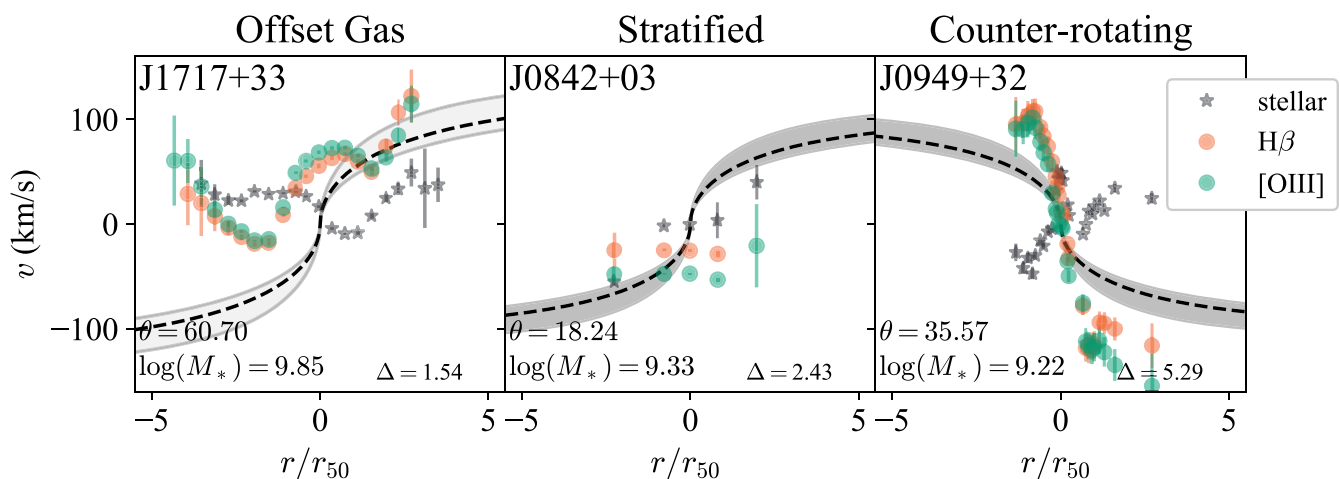 Offset Gas Stratified Counter-rotating
J1717+33 J0842+03 J0949+32
stellar
Hβ
[OIII]
100
0
−100
v (km/s)
θ = 60.70 θ = 18.24 θ = 35.57
log(M∗) = 9.85 Δ = 1.54 log(M∗) = 9.33 Δ = 2.43 log(M∗) = 9.22 Δ = 5.29
−5 0 5 −5 0 5 −5 0 5
r/r50 r/r50 r/r50